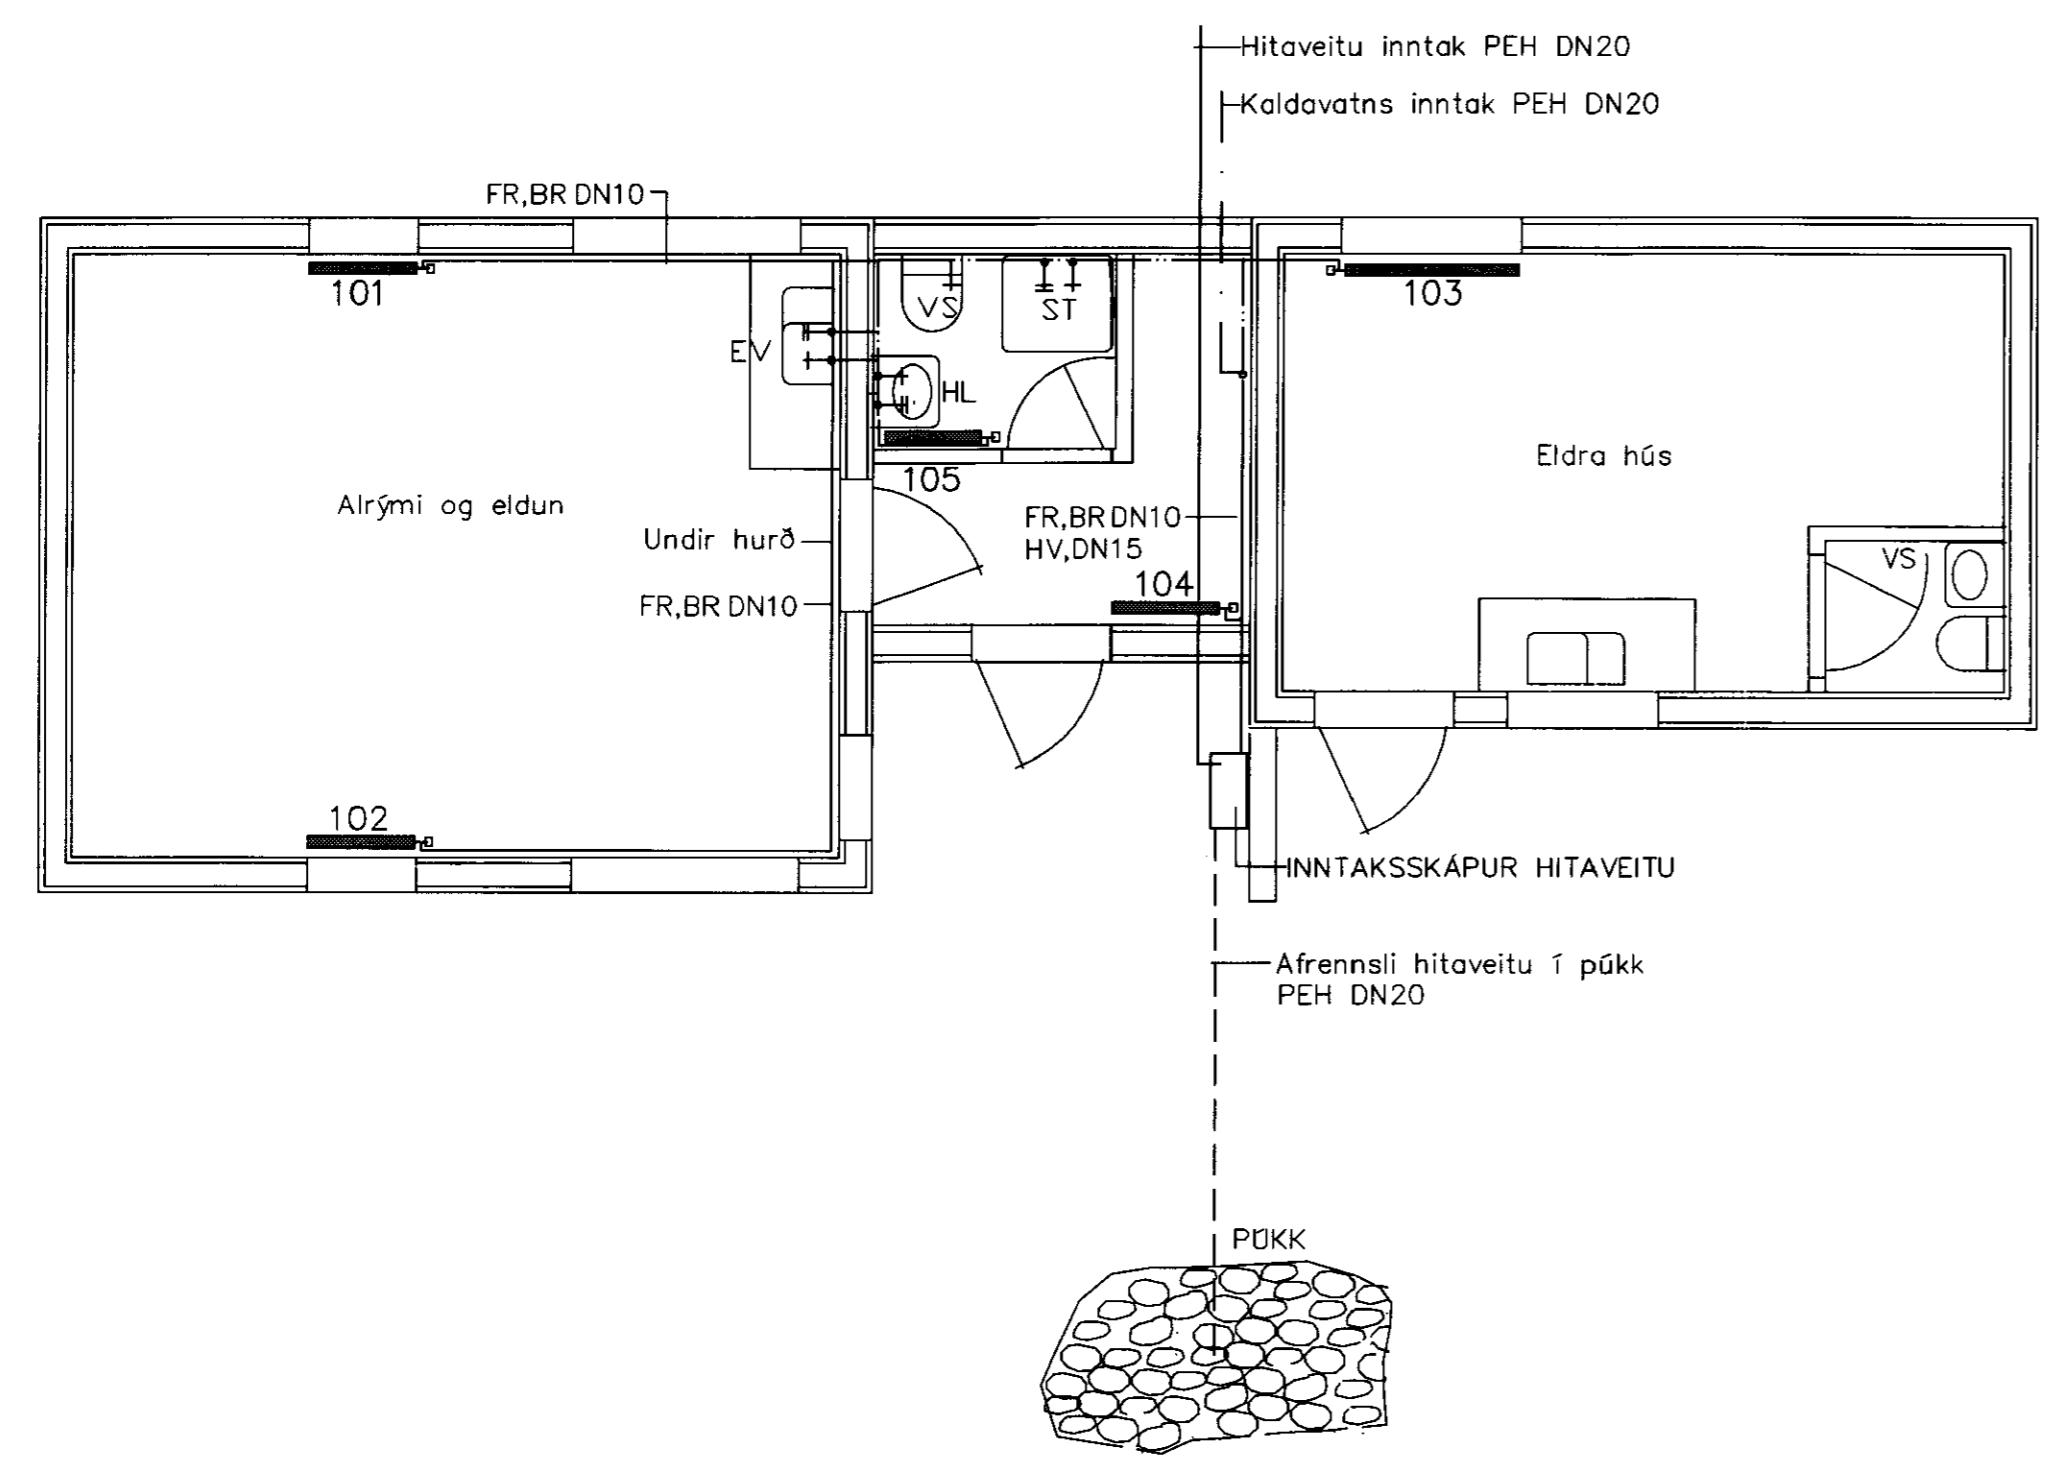 Hitaveitu inntak PEH DN20
Kaldavatns inntak PEH DN20
FR,BR DN10
101
103
VS
ST
EV
HL
Eldra hús
105
Alrými og eldun
FR,BR DN10
HV,DN15
Undir hurð
VS
104
FR,BR DN10
102
INNTAKSSKÁPUR HITAVEITU
Afrennsli hitaveitu í púkk
PEH DN20
PÚKK